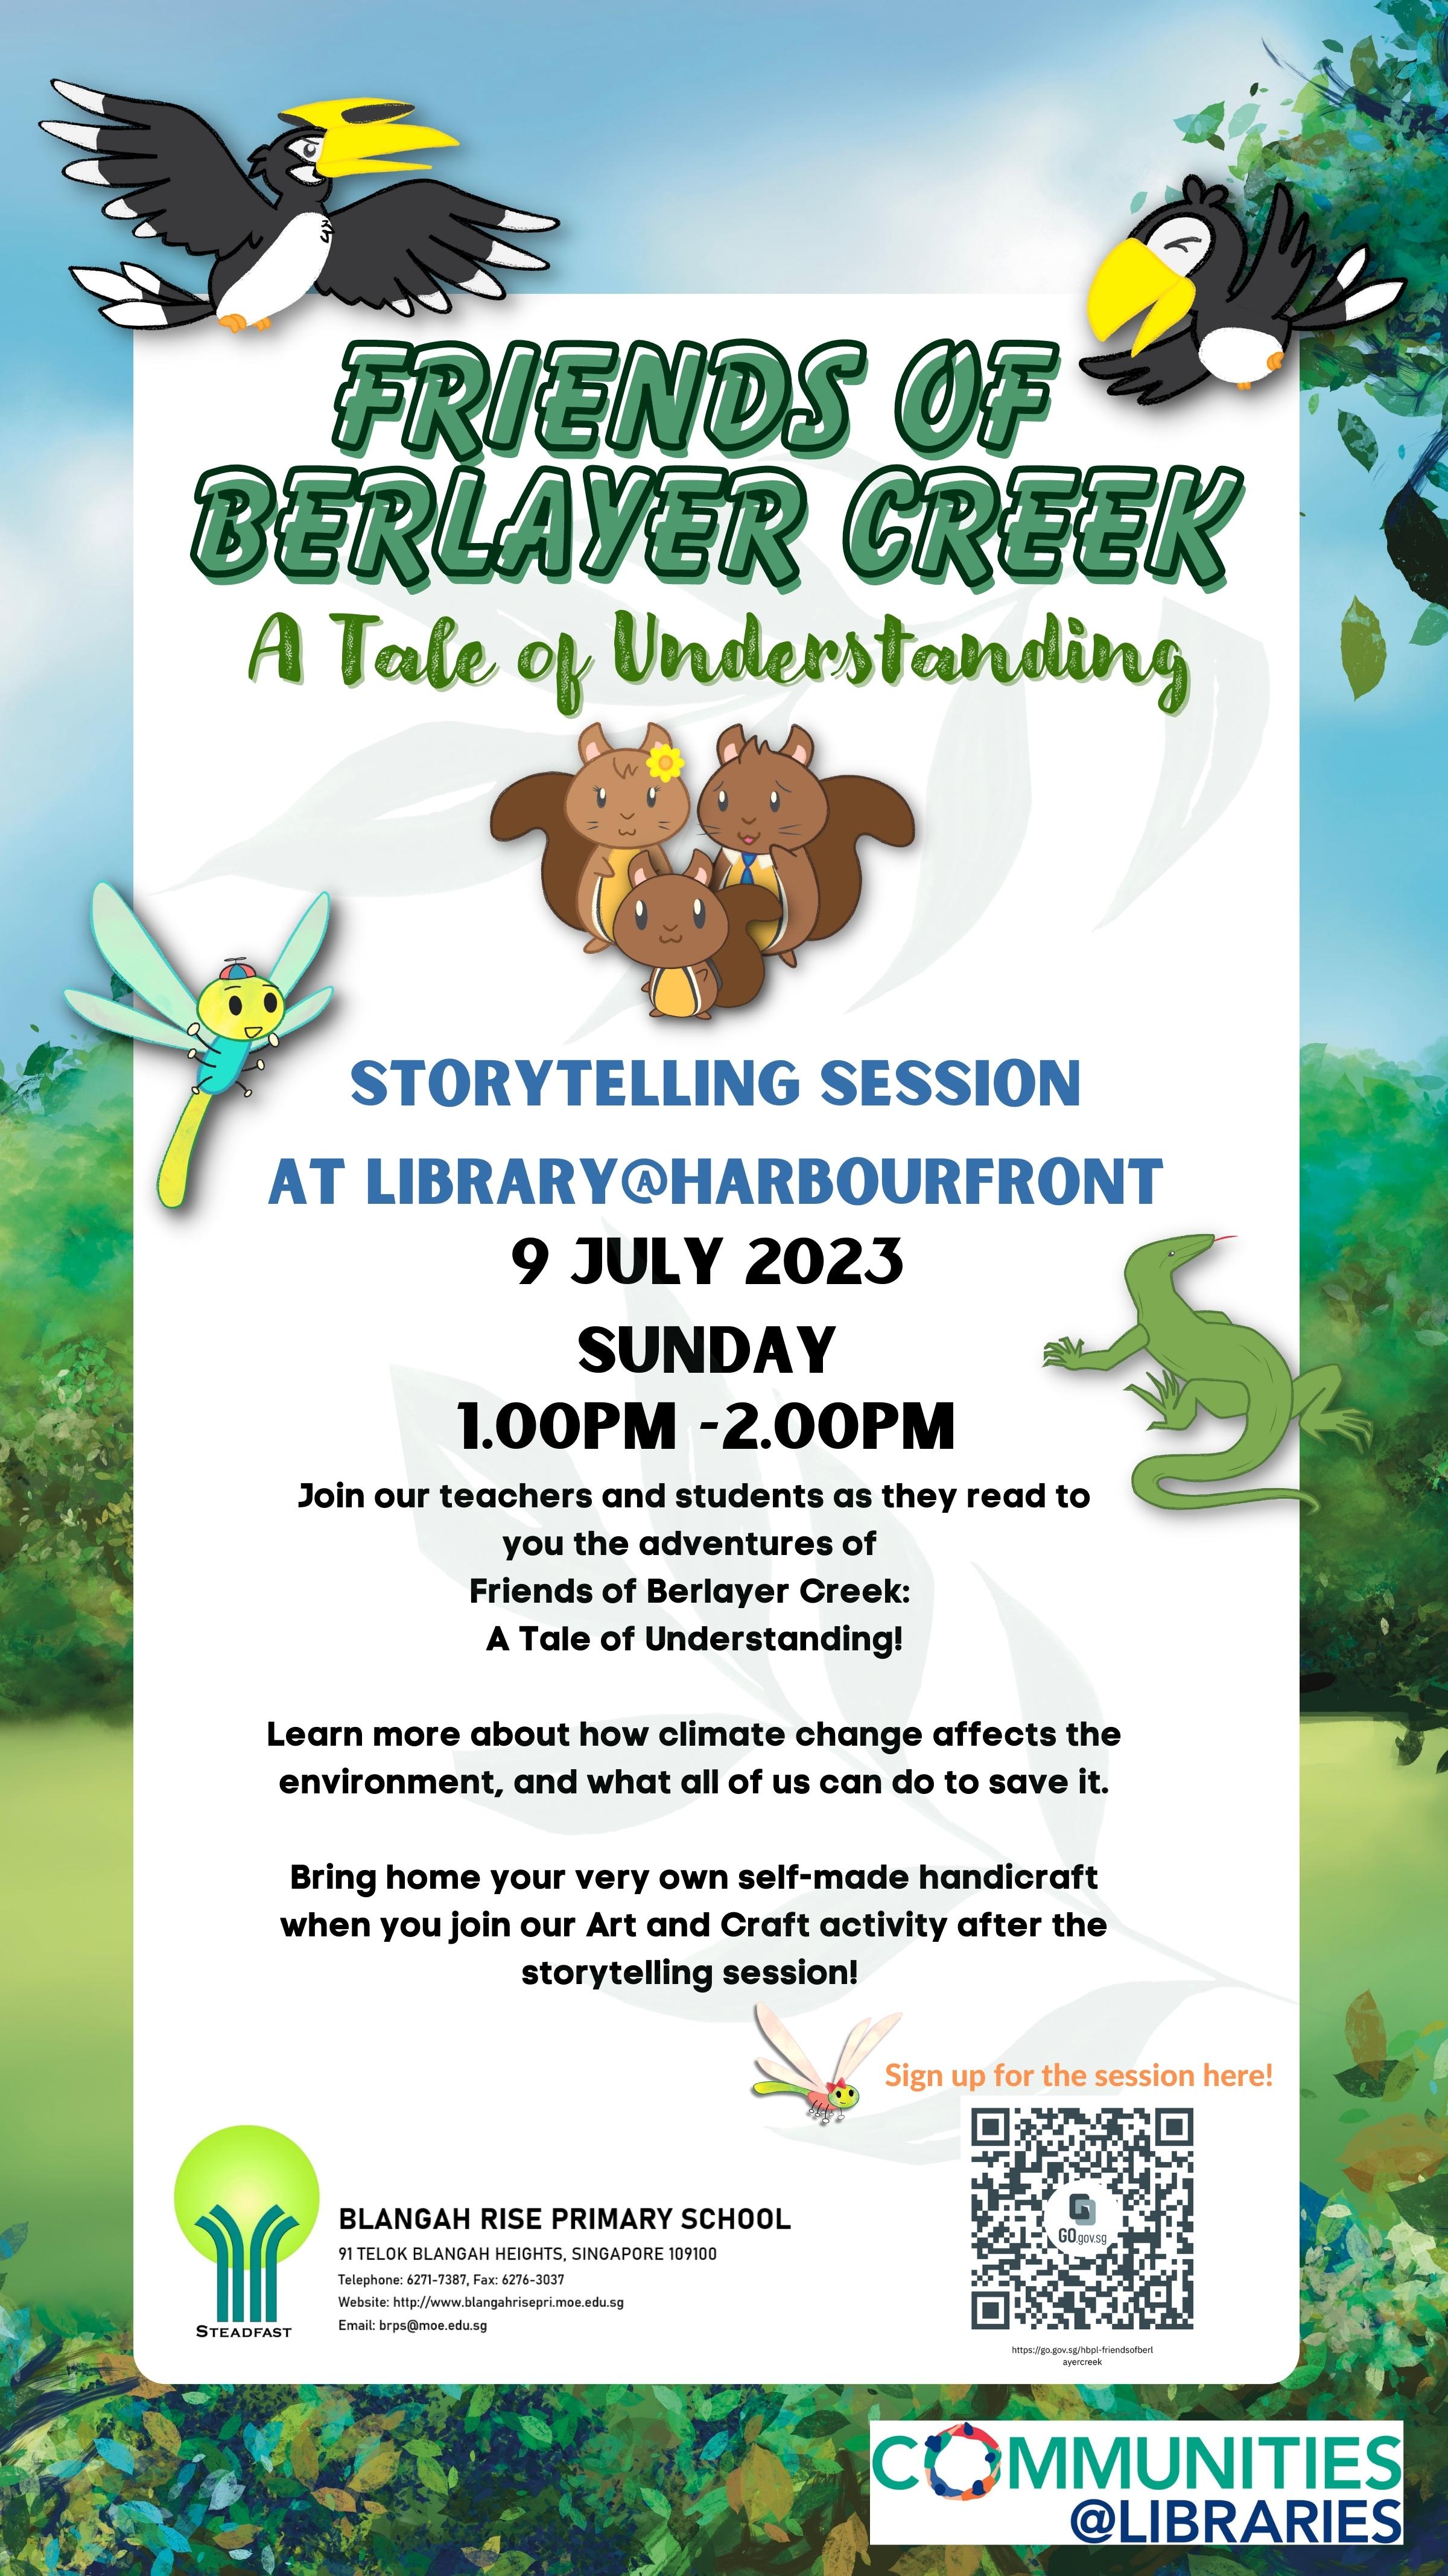 FRIENDS OF
BERLAYER CREEK
A Tale of Understanding
STORYTELLING SESSION
AT LIBRARY@HARBOURFRONT
9 JULY 2023
SUNDAY
1.00PM -2.00PM
Join our teachers and students as they read to
you the adventures of
Friends of Berlayer Creek:
A Tale of Understanding!
Learn more about how climate change affects the
environment, and what all of us can do to save it.
Bring home your very own self-made handicraft
when you join our Art and Craft activity after the
storytelling session!
Sign up for the session here!
GO.gov.sg
https://go.gov.sg/hbpl-friendsofberl
ayercreek
STEADFAST
BLANGAH RISE PRIMARY SCHOOL
91 TELOK BLANGAH HEIGHTS, SINGAPORE 109100
Telephone: 6271-7387, Fax: 6276-3037
Website: http://www.blangahrisepri.moe.edu.sg
Email: brps@moe.edu.sg
COMMUNITIES
@LIBRARIES